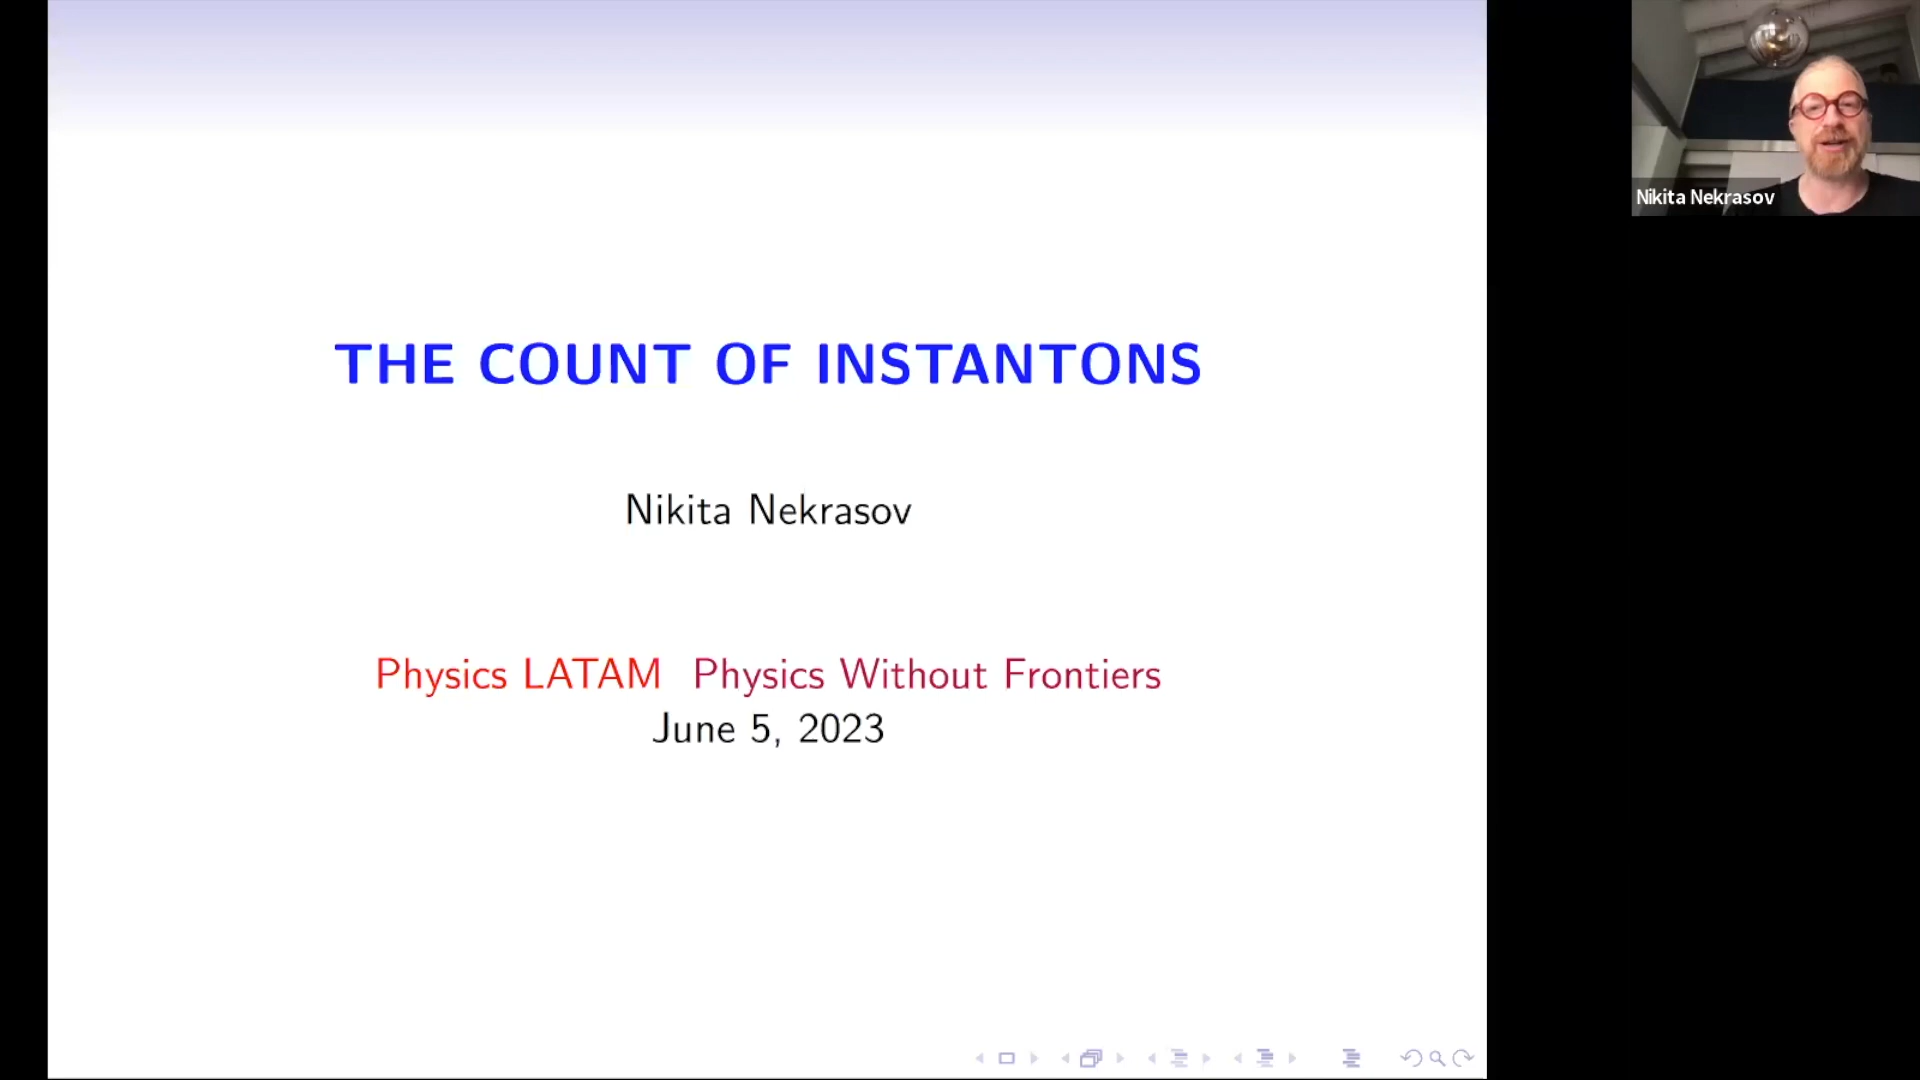 THE COUNT OF INSTANTONS
Nikita Nekrasov
Physics LATAM Physics Without Frontiers
June 5, 2023
Nikita Nekrasov